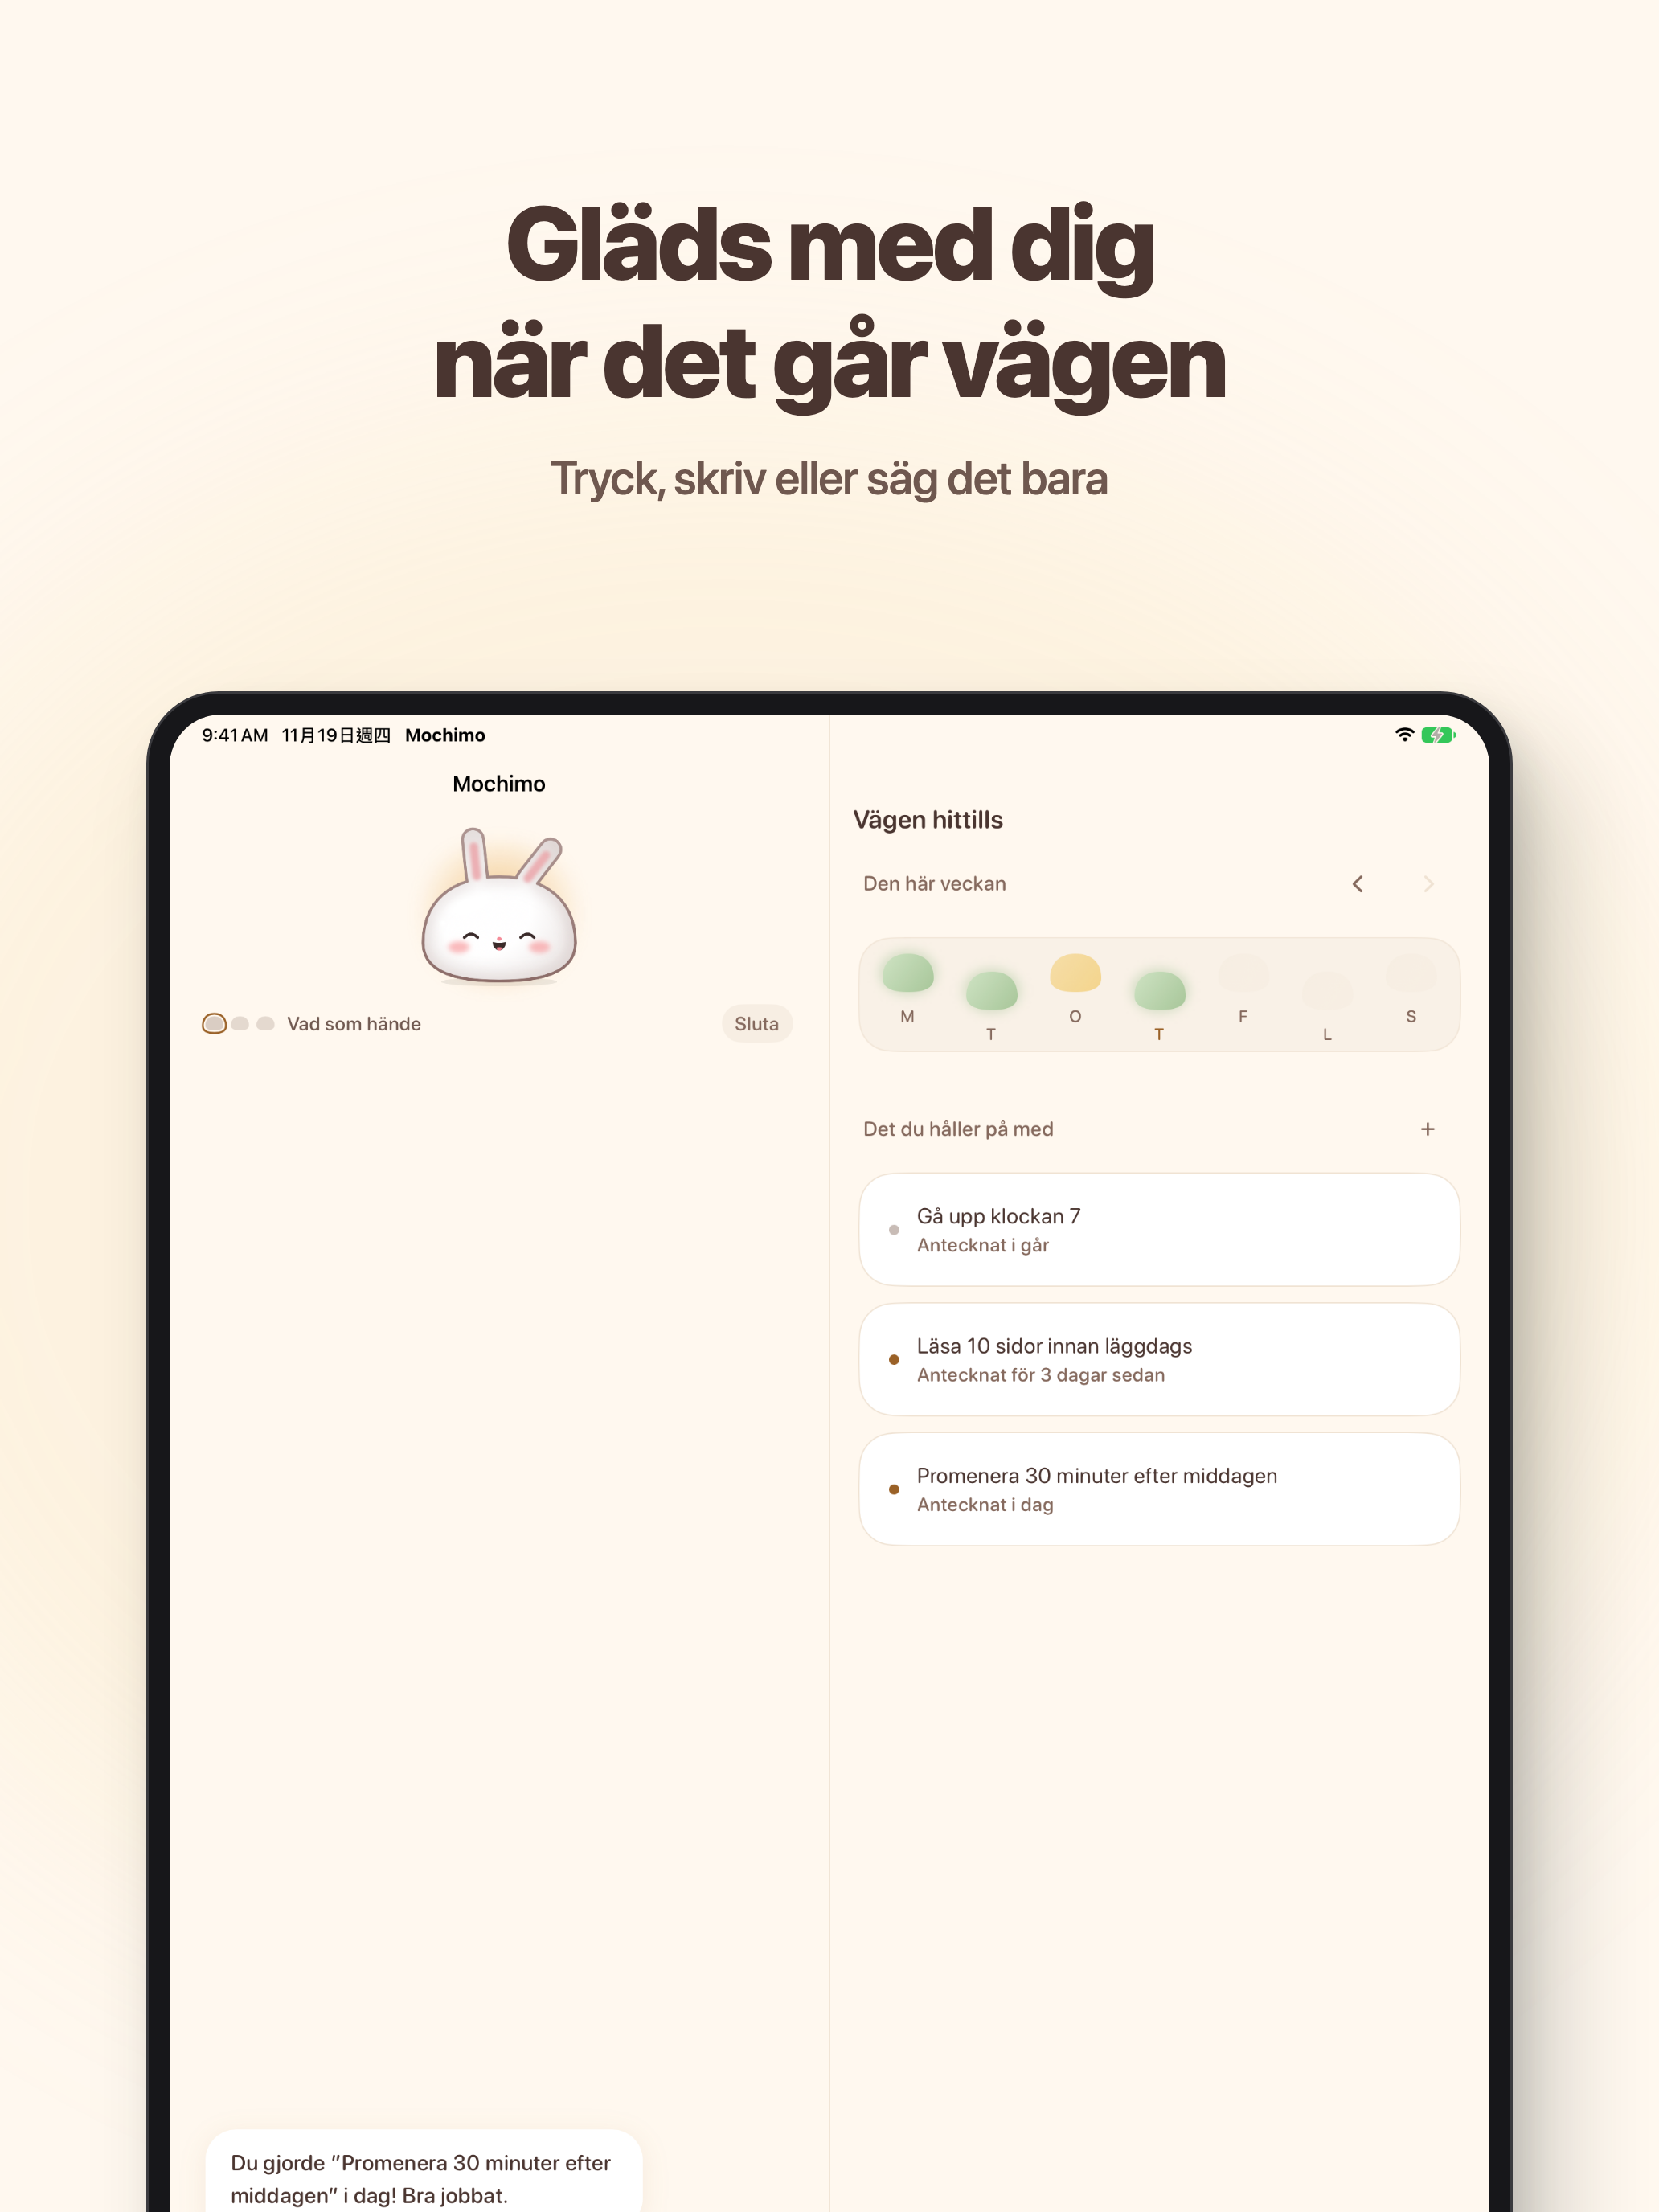 Gläds med dig
när det går vägen
Tryck, skriv eller säg det bara
9:41 AM 11月19日週四 Mochimo
Mochimo
Vad som hände
Sluta
Vägen hittills
Den här veckan
M T O T F L S
Det du håller på med
Gå upp klockan 7
Antecknat i går
Läsa 10 sidor innan läggdags
Antecknat för 3 dagar sedan
Promenera 30 minuter efter middagen
Antecknat i dag
Du gjorde ”Promenera 30 minuter efter
middagen” i dag! Bra jobbat.